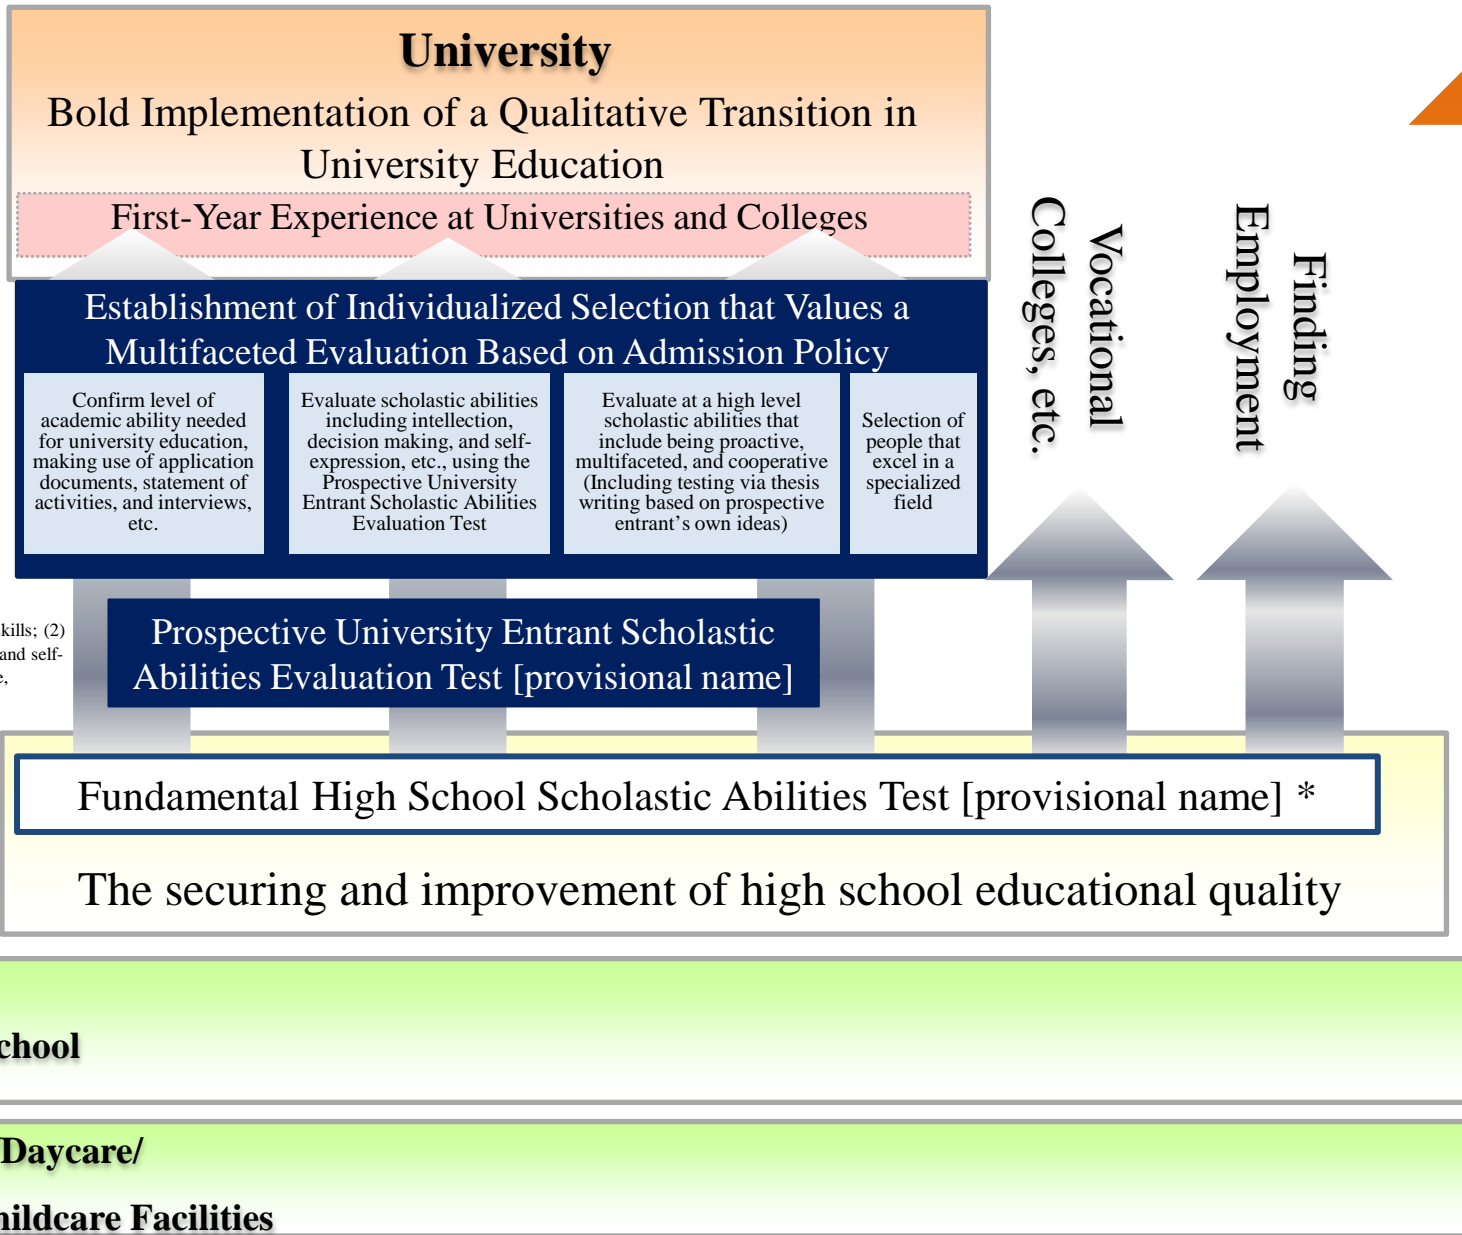 University
Bold Implementation of a Qualitative Transition in
University Education
First-Year Experience at Universities and Colleges
Establishment of Individualized Selection that Values a
Multifaceted Evaluation Based on Admission Policy
Confirm level of
academic ability needed
for university education,
making use of application
documents, statement of
activities, and interviews,
etc.
Evaluate scholastic abilities
including intellection,
decision making, and self-
expression, etc., using the
Prospective University
Entrant Scholastic Abilities
Evaluation Test
Evaluate at a high level
scholastic abilities that
include being proactive,
multifaceted, and cooperative
(Including testing via thesis
writing based on prospective
entrant's own ideas)
Selection of
people that
excel in a
specialized
field
Vocational
Colleges, etc.
Finding
Employment
; (2)
and self-
Prospective University Entrant Scholastic
Abilities Evaluation Test [provisional name]
Fundamental High School Scholastic Abilities Test [provisional name] *
The securing and improvement of high school educational quality
chool
/Daycare/
hildcare Facilities